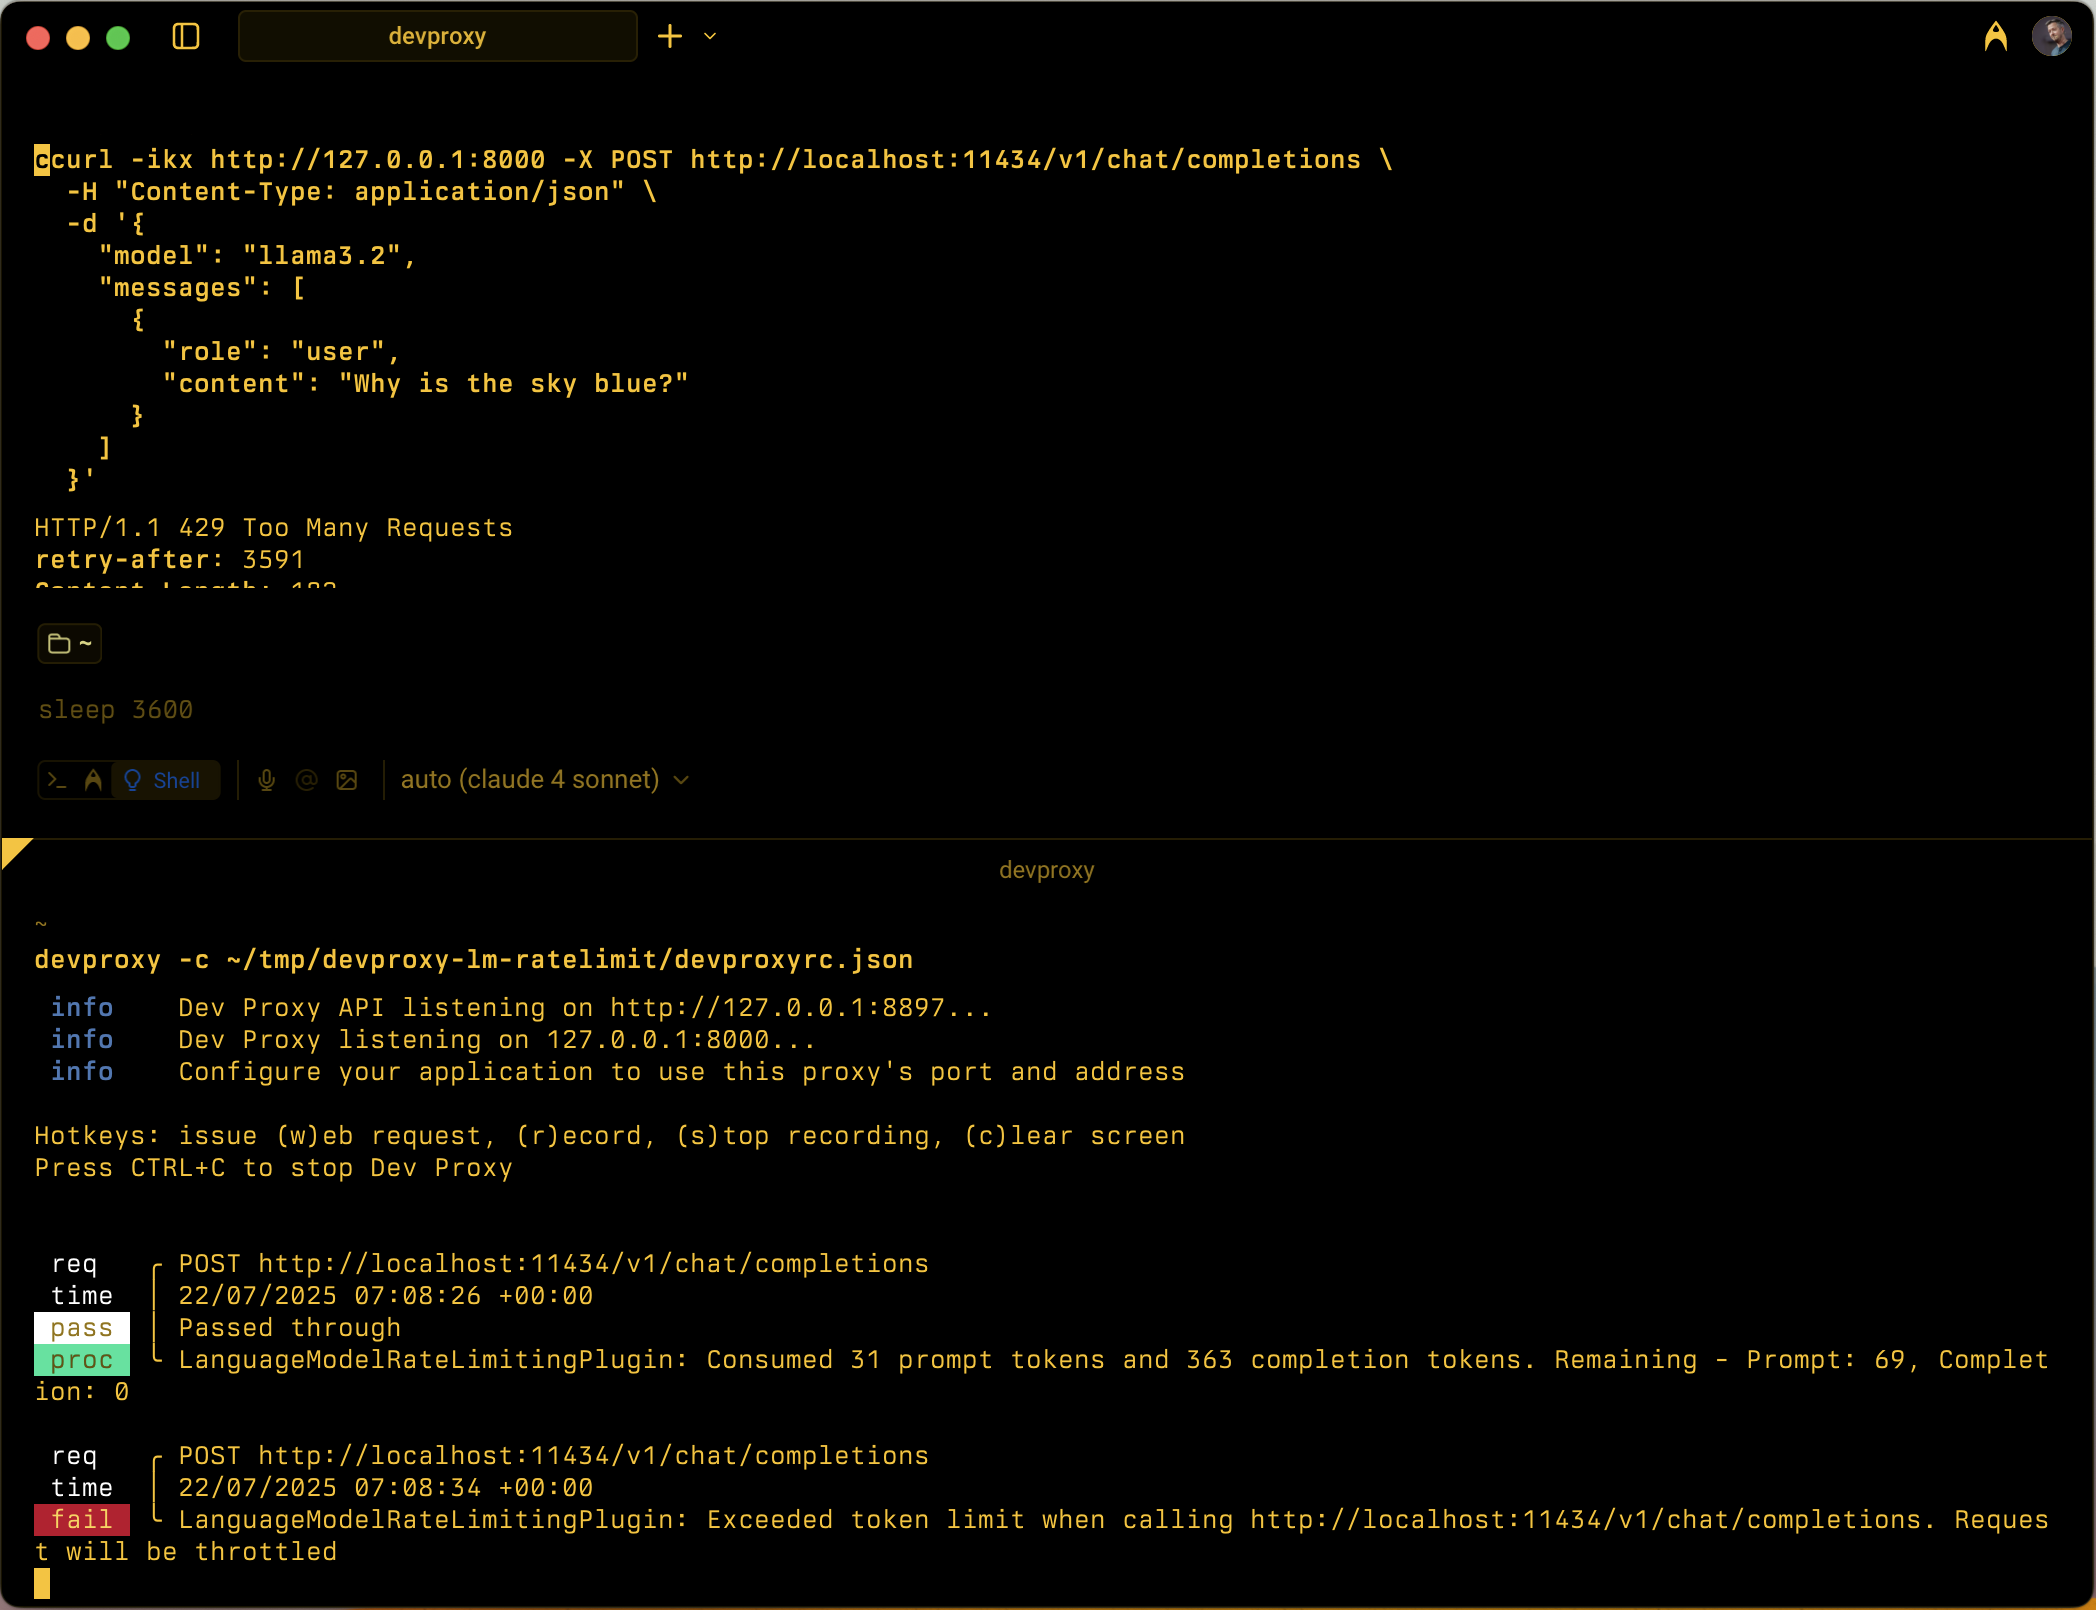 devproxy
ccurl -ikx http://127.0.0.1:8000 -X POST http://localhost:11434/v1/chat/completions \
  -H "Content-Type: application/json" \
  -d '{
    "model": "llama3.2",
    "messages": [
      {
        "role": "user",
        "content": "Why is the sky blue?"
      }
    ]
  }'
HTTP/1.1 429 Too Many Requests
retry-after: 3591
Content-Length:
~
sleep 3600
Shell
auto (claude 4 sonnet)
devproxy
~
devproxy -c ~/tmp/devproxy-lm-ratelimit/devproxyrc.json
info    Dev Proxy API listening on http://127.0.0.1:8897...
info    Dev Proxy listening on 127.0.0.1:8000...
info    Configure your application to use this proxy's port and address
Hotkeys: issue (w)eb request, (r)ecord, (s)top recording, (c)lear screen
Press CTRL+C to stop Dev Proxy
req   ╭ POST http://localhost:11434/v1/chat/completions
time  │ 22/07/2025 07:08:26 +00:00
pass  │ Passed through
proc  ╰ LanguageModelRateLimitingPlugin: Consumed 31 prompt tokens and 363 completion tokens. Remaining - Prompt: 69, Complet
ion: 0
req   ╭ POST http://localhost:11434/v1/chat/completions
time  │ 22/07/2025 07:08:34 +00:00
fail  ╰ LanguageModelRateLimitingPlugin: Exceeded token limit when calling http://localhost:11434/v1/chat/completions. Reques
t will be throttled